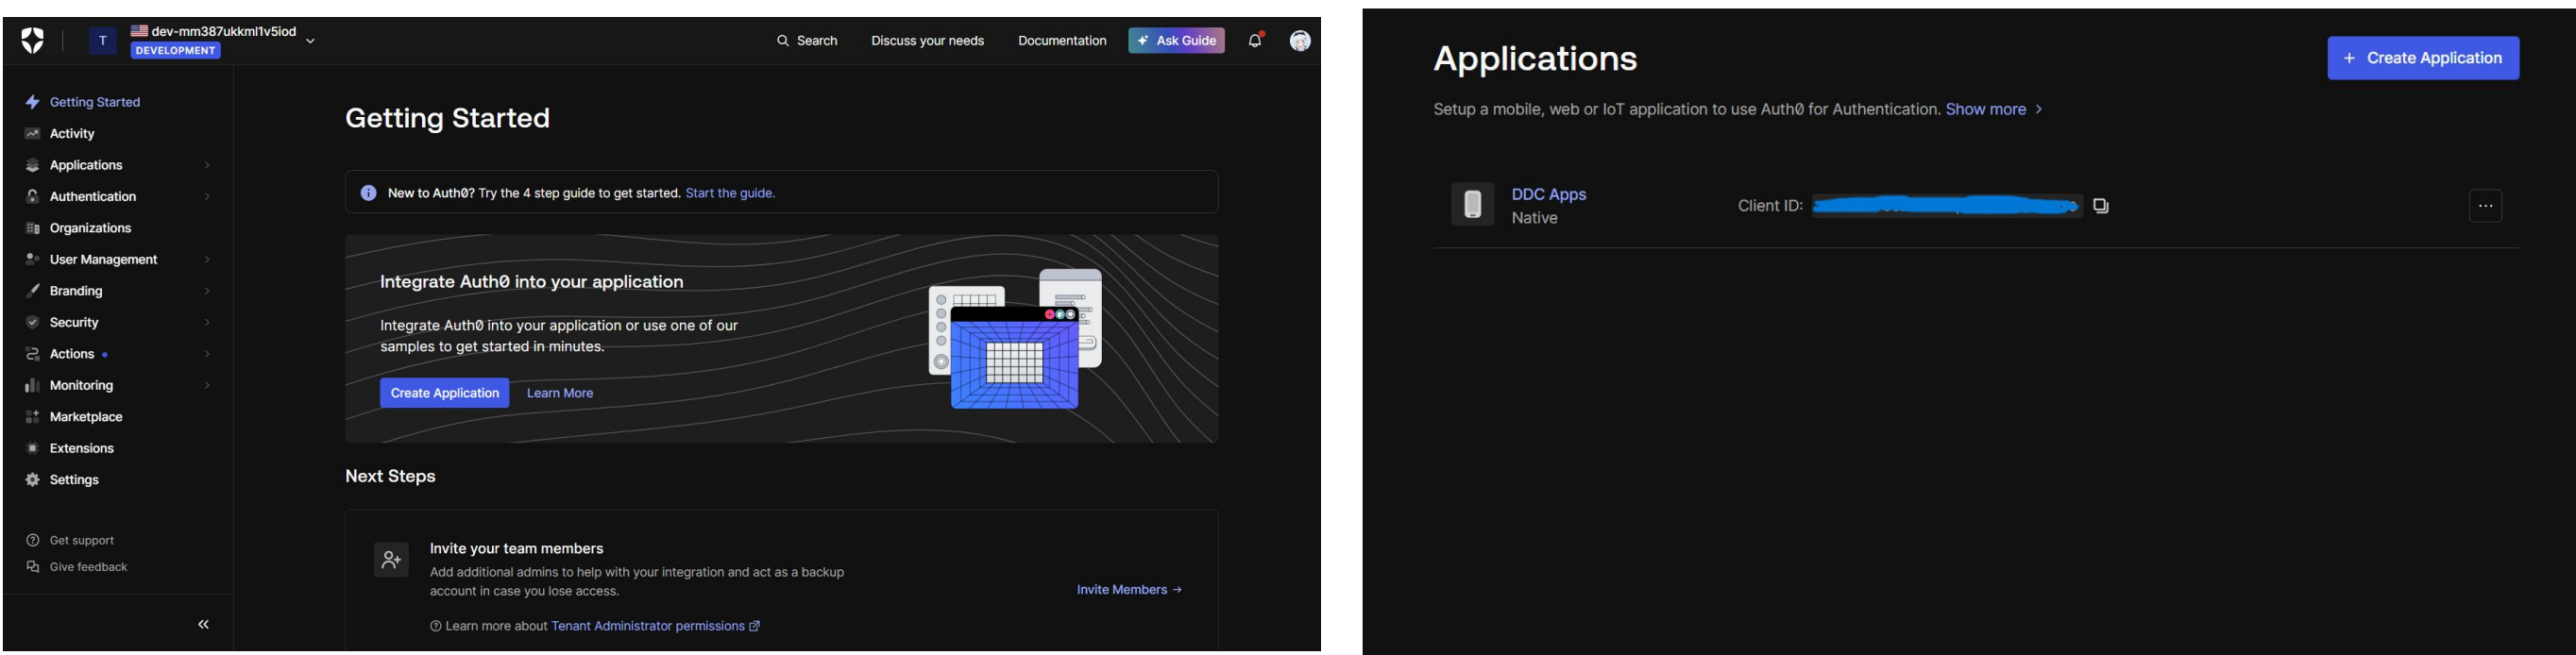 T
dev-mm387ukkml1v5iod
DEVELOPMENT
Search
Discuss your needs
Documentation
Ask Guide
Getting Started
Activity
Applications
Authentication
Organizations
User Management
Branding
Security
Actions
Monitoring
Marketplace
Extensions
Settings
Get support
Give feedback
Getting Started
New to Auth0? Try the 4 step guide to get started. Start the guide.
Integrate Auth0 into your application
Integrate Auth0 into your application or use one of our
samples to get started in minutes.
Create Application
Learn More
Next Steps
Invite your team members
Add additional admins to help with your integration and act as a backup
account in case you lose access.
Invite Members →
Learn more about Tenant Administrator permissions
Applications
+ Create Application
Setup a mobile, web or IoT application to use Auth0 for Authentication. Show more >
DDC Apps
Native
Client ID: